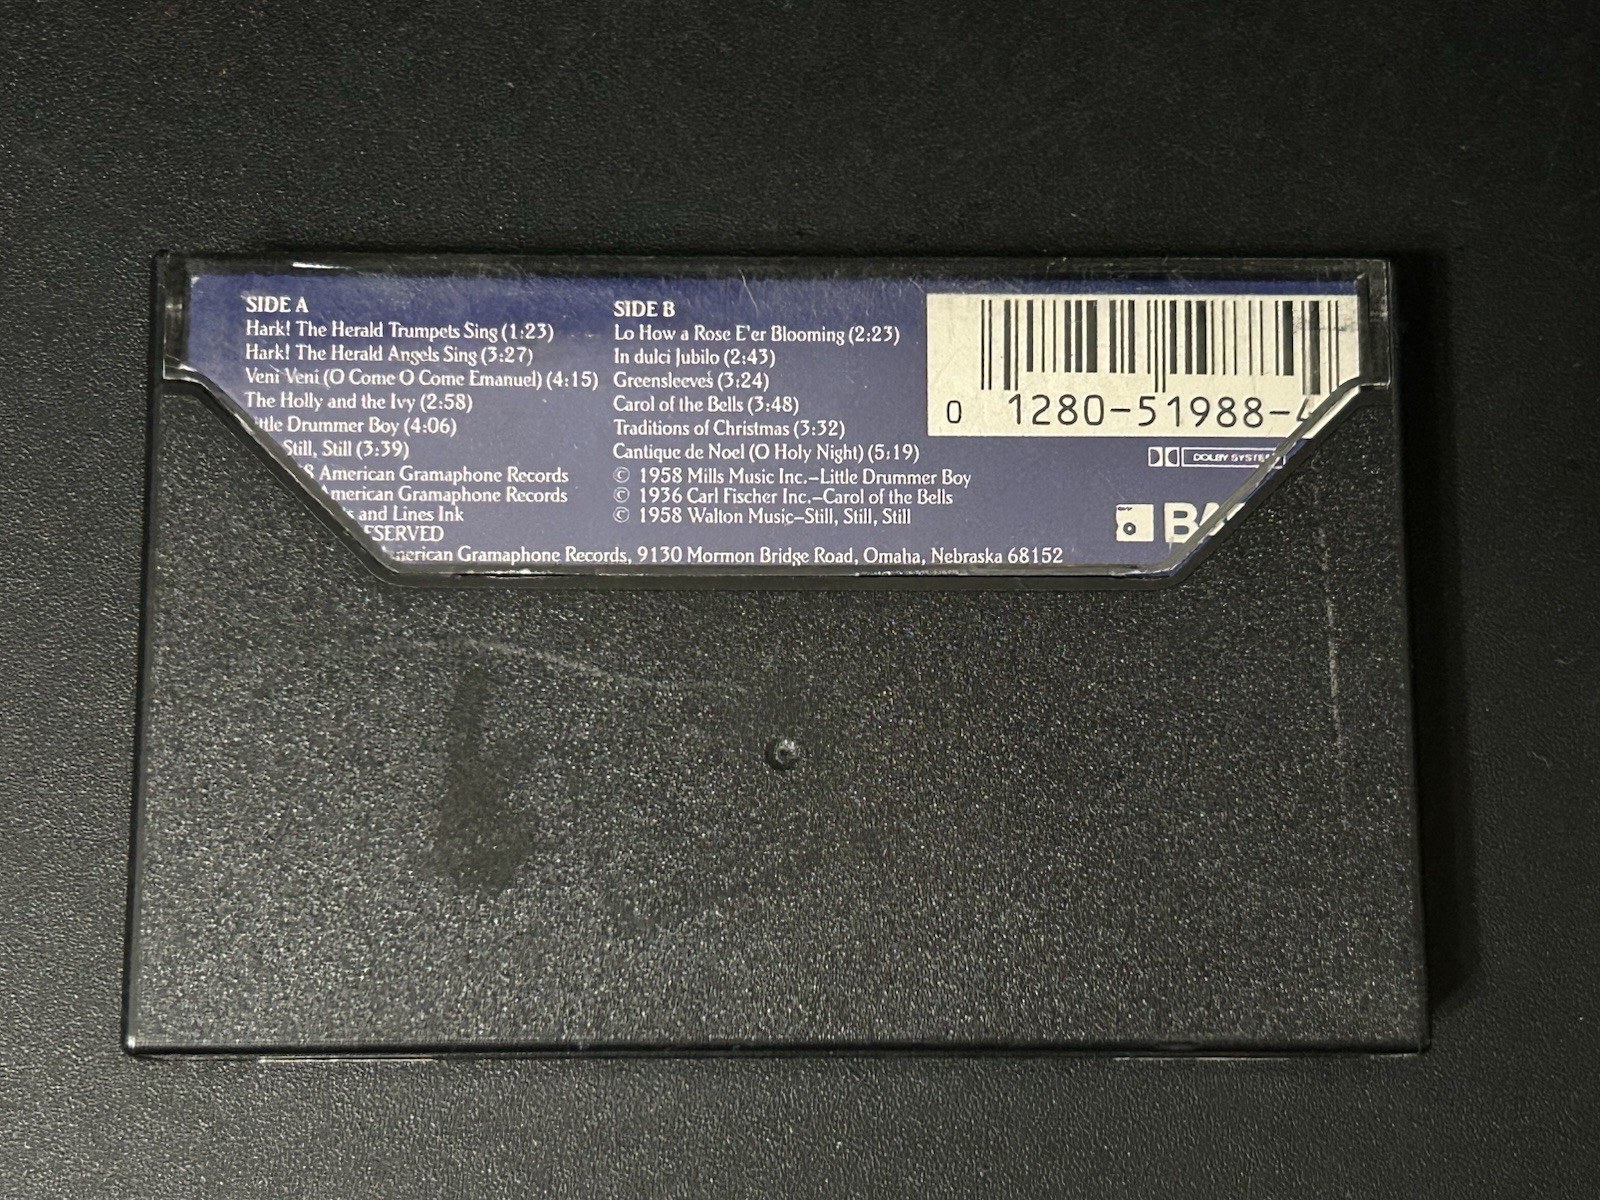 SIDE A
Hark! The Herald Trumpets Sing (1:23)
Hark! The Herald Angels Sing (3:27)
Veni Veni (O Come O Come Emanuel) (4:15)
The Holly and the Ivy (2:58)
Drummer Boy (4:06)
Still, Still (3:39)
American Gramaphone Records
American Gramaphone Records
and Lines Ink
SIDE B
Lo How a Rose E'er Blooming (2:23)
In dulci Jubilo (2:43)
Greensleeves (3:24)
Carol of the Bells (3:48)
Traditions of Christmas (3:32)
Cantique de Noel (O Holy Night) (5:19)
© 1958 Mills Music Inc.–Little Drummer Boy
© 1936 Carl Fischer Inc.–Carol of the Bells
© 1958 Walton Music–Still, Still, Still
American Gramaphone Records, 9130 Mormon Bridge Road, Omaha, Nebraska 68152
0 1280-51988-4
DOLBY SYSTEM